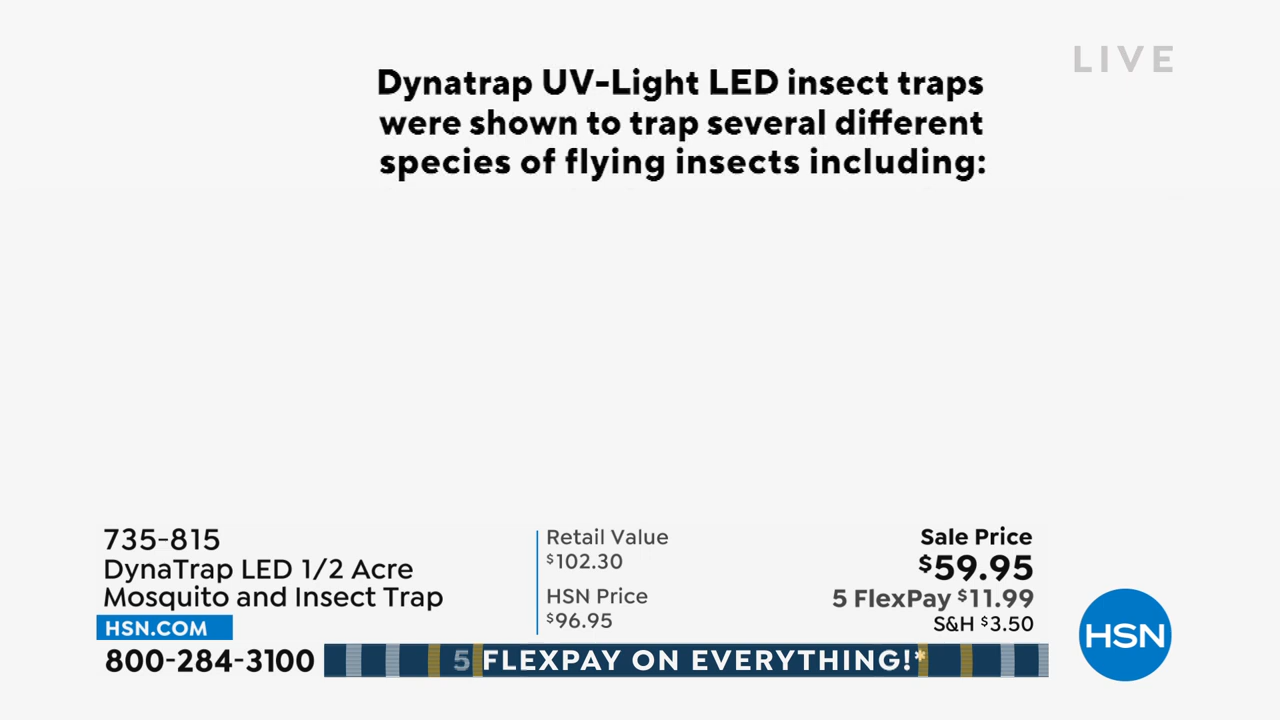 LIVE
Dynatrap UV-Light LED insect traps
were shown to trap several different
species of flying insects including:
735-815
DynaTrap LED 1/2 Acre
Mosquito and Insect Trap
HSN.COM
800-284-3100
Retail Value
$102.30
HSN Price
$96.95
Sale Price
$59.95
5 FlexPay $11.99
S&H $3.50
5 FLEXPAY ON EVERYTHING!*
HSN